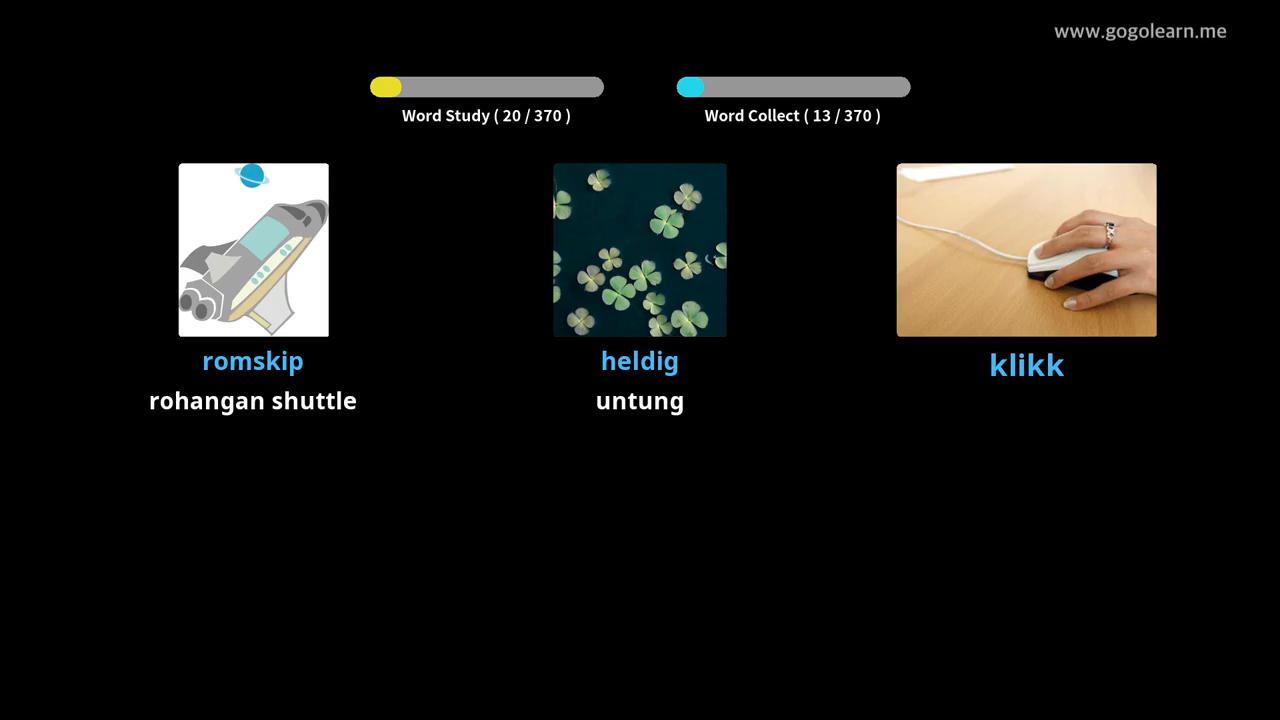 www.gogolearn.me
Word Study ( 20 / 370 )
Word Collect ( 13 / 370 )
romskip
rohangan shuttle
heldig
untung
klikk